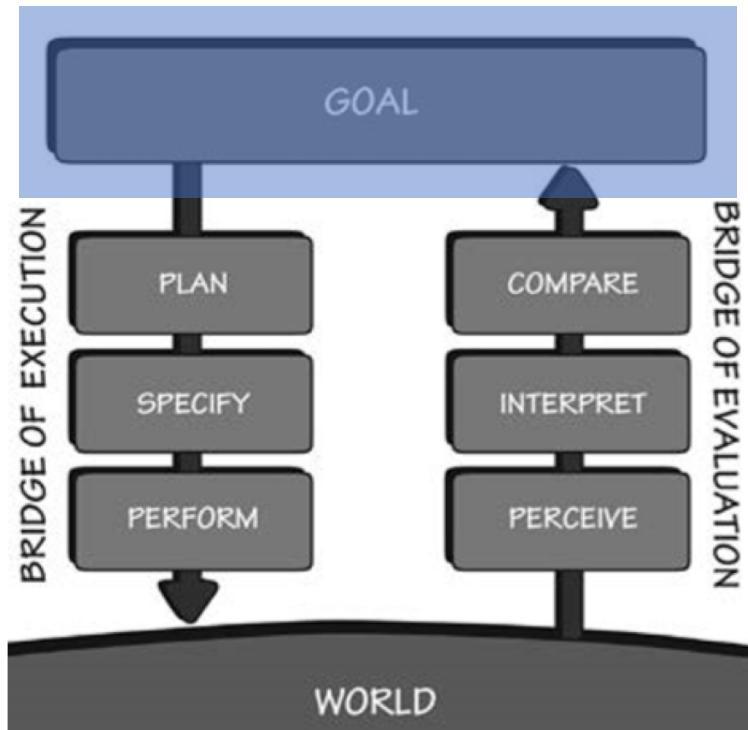 GOAL
BRIDGE OF EXECUTION
PLAN
SPECIFY
PERFORM
COMPARE
INTERPRET
PERCEIVE
BRIDGE OF EVALUATION
WORLD